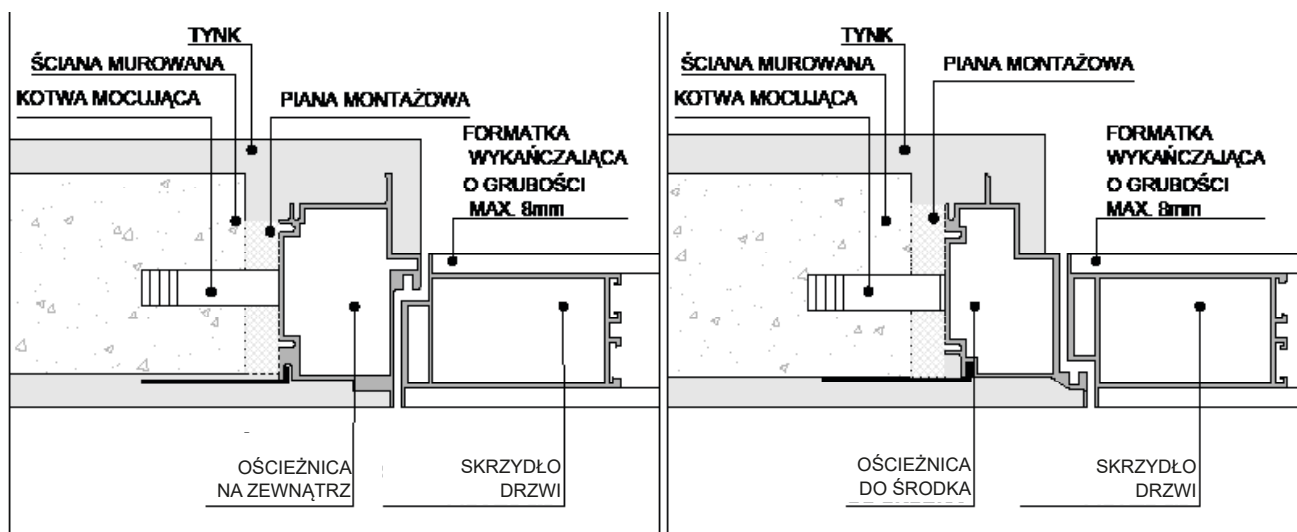 TYNK
ŚCIANA MUROWANA
KOTWA MOCUJĄCA
PIANA MONTAŻOWA
FORMATKA
WYKAŃCZAJĄCA
O GRUBOŚCI
MAX. 8mm
OŚCIEŻNICA
NA ZEWNĄTRZ
SKRZYDŁO
DRZWI
TYNK
ŚCIANA MUROWANA
PIANA MONTAŻOWA
KOTWA MOCUJĄCA
FORMATKA
WYKAŃCZAJĄCA
O GRUBOŚCI
MAX. 8mm
OŚCIEŻNICA
DO ŚRODKA
SKRZYDŁO
DRZWI